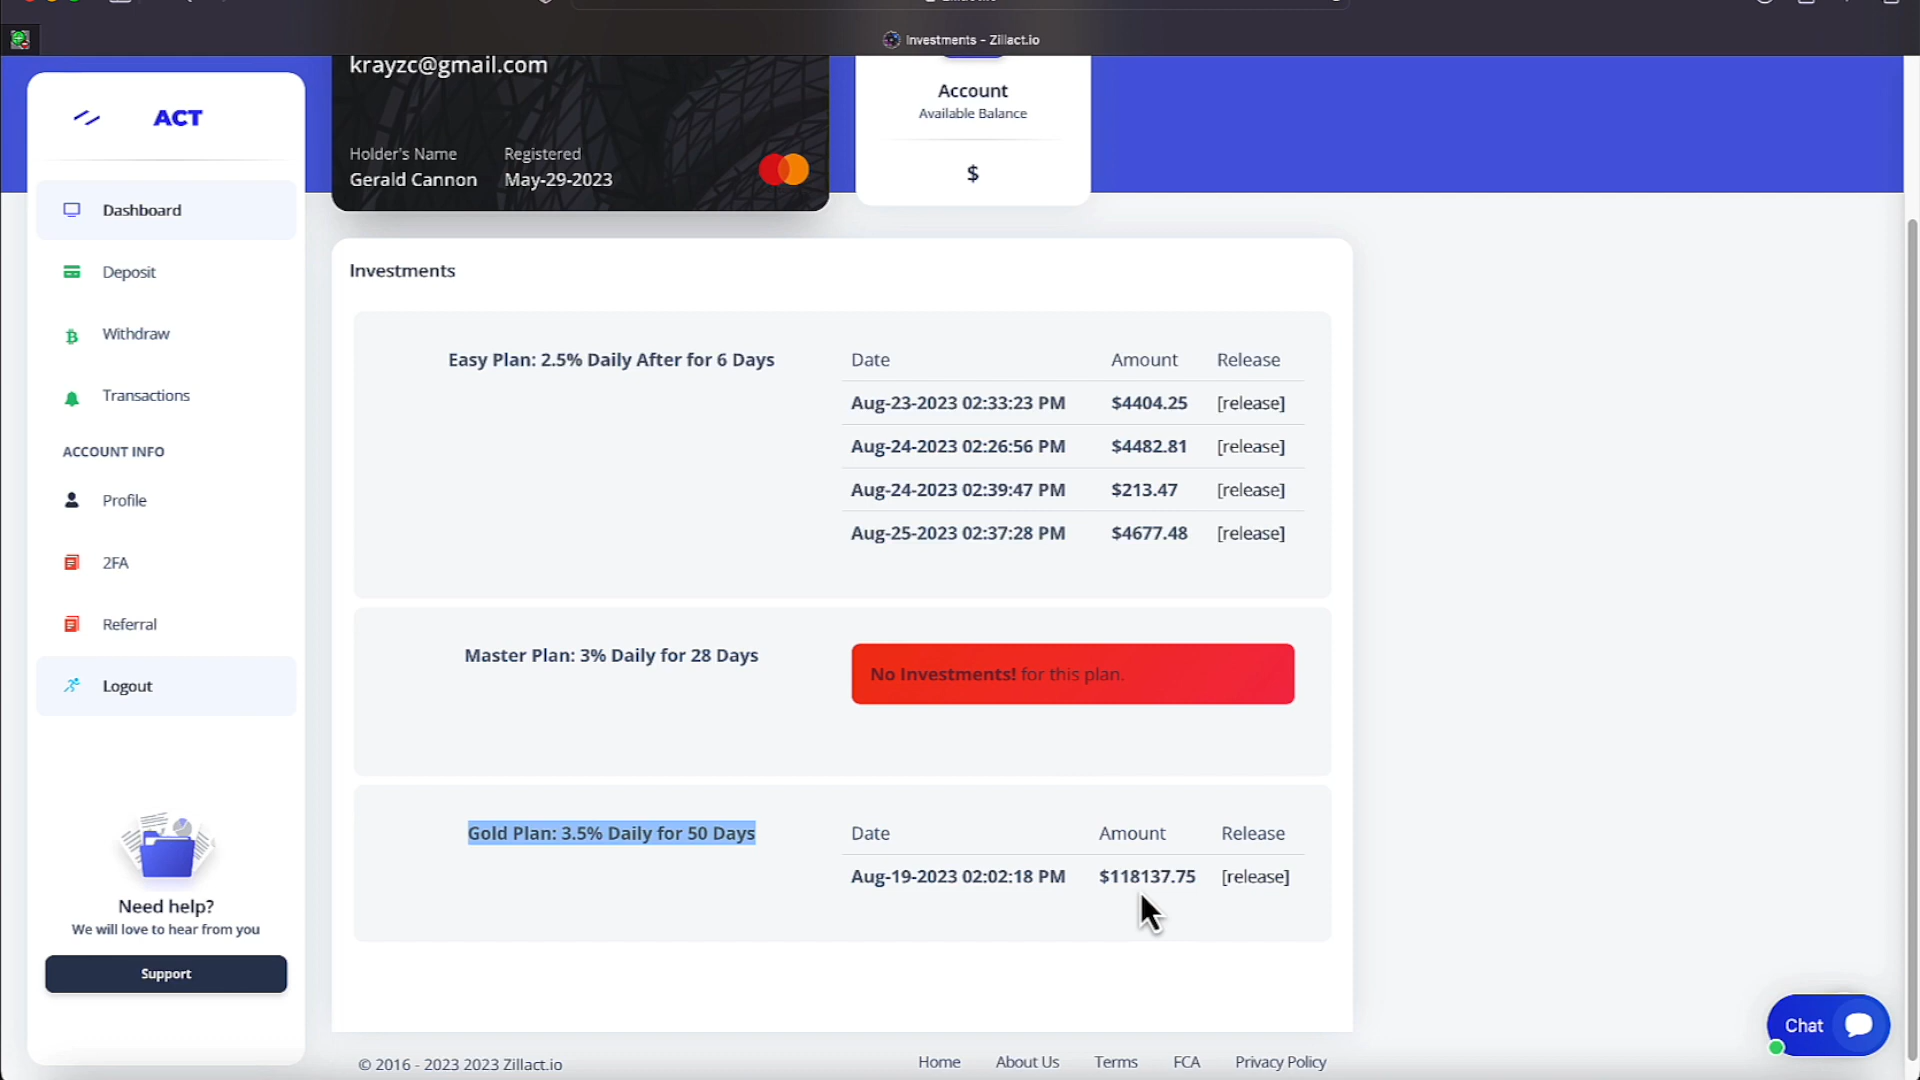 Investments – Zillact.io
krayzc@gmail.com
Holder's Name
Registered
Gerald Cannon
May-29-2023
Account
Available Balance
$
ACT
Dashboard
Deposit
Withdraw
Transactions
ACCOUNT INFO
Profile
2FA
Referral
Logout
Need help?
We will love to hear from you
Support
Investments
Easy Plan: 2.5% Daily After for 6 Days
Date Amount Release
Aug-23-2023 02:33:23 PM $4404.25 [release]
Aug-24-2023 02:26:56 PM $4482.81 [release]
Aug-24-2023 02:39:47 PM $213.47 [release]
Aug-25-2023 02:37:28 PM $4677.48 [release]
Master Plan: 3% Daily for 28 Days
No Investments! for this plan.
Gold Plan: 3.5% Daily for 50 Days
Date Amount Release
Aug-19-2023 02:02:18 PM $118137.75 [release]
Chat
© 2016 - 2023 2023 Zillact.io
Home About Us Terms FCA Privacy Policy